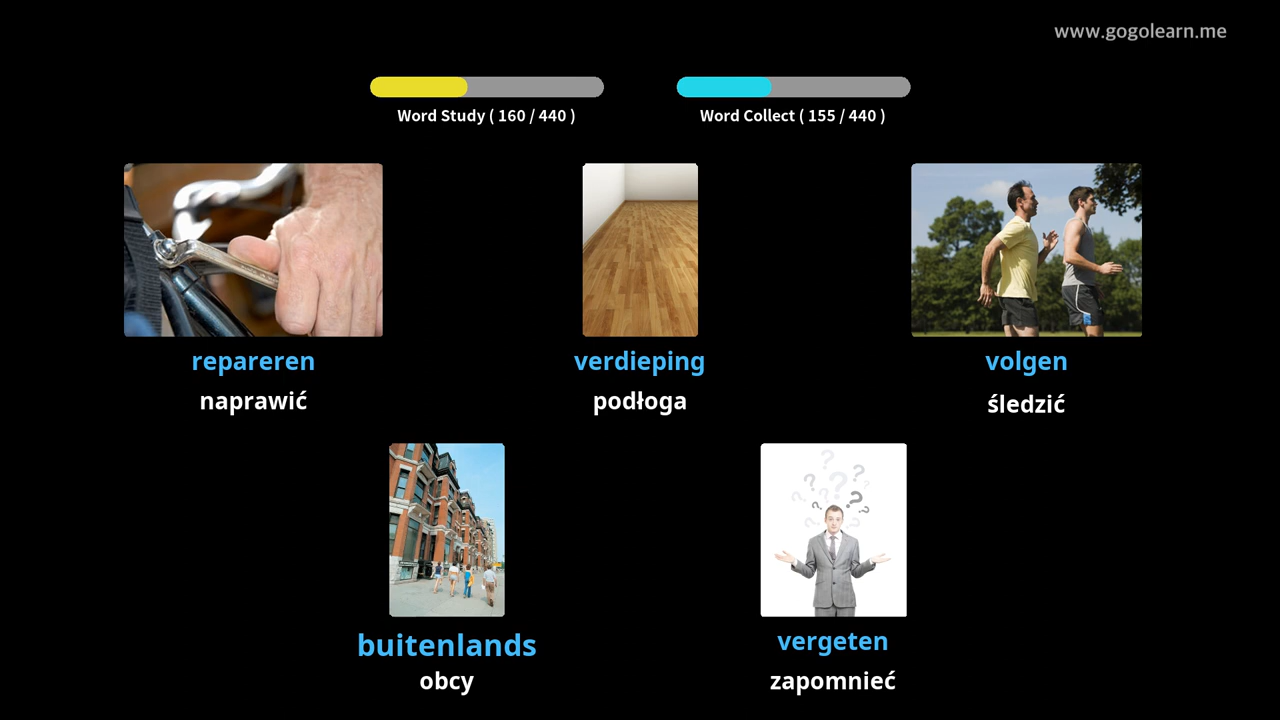 www.gogolearn.me
Word Study ( 160 / 440 )
Word Collect ( 155 / 440 )
repareren
verdieping
volgen
naprawić
podłoga
śledzić
buitenlands
vergeten
obcy
zapomnieć